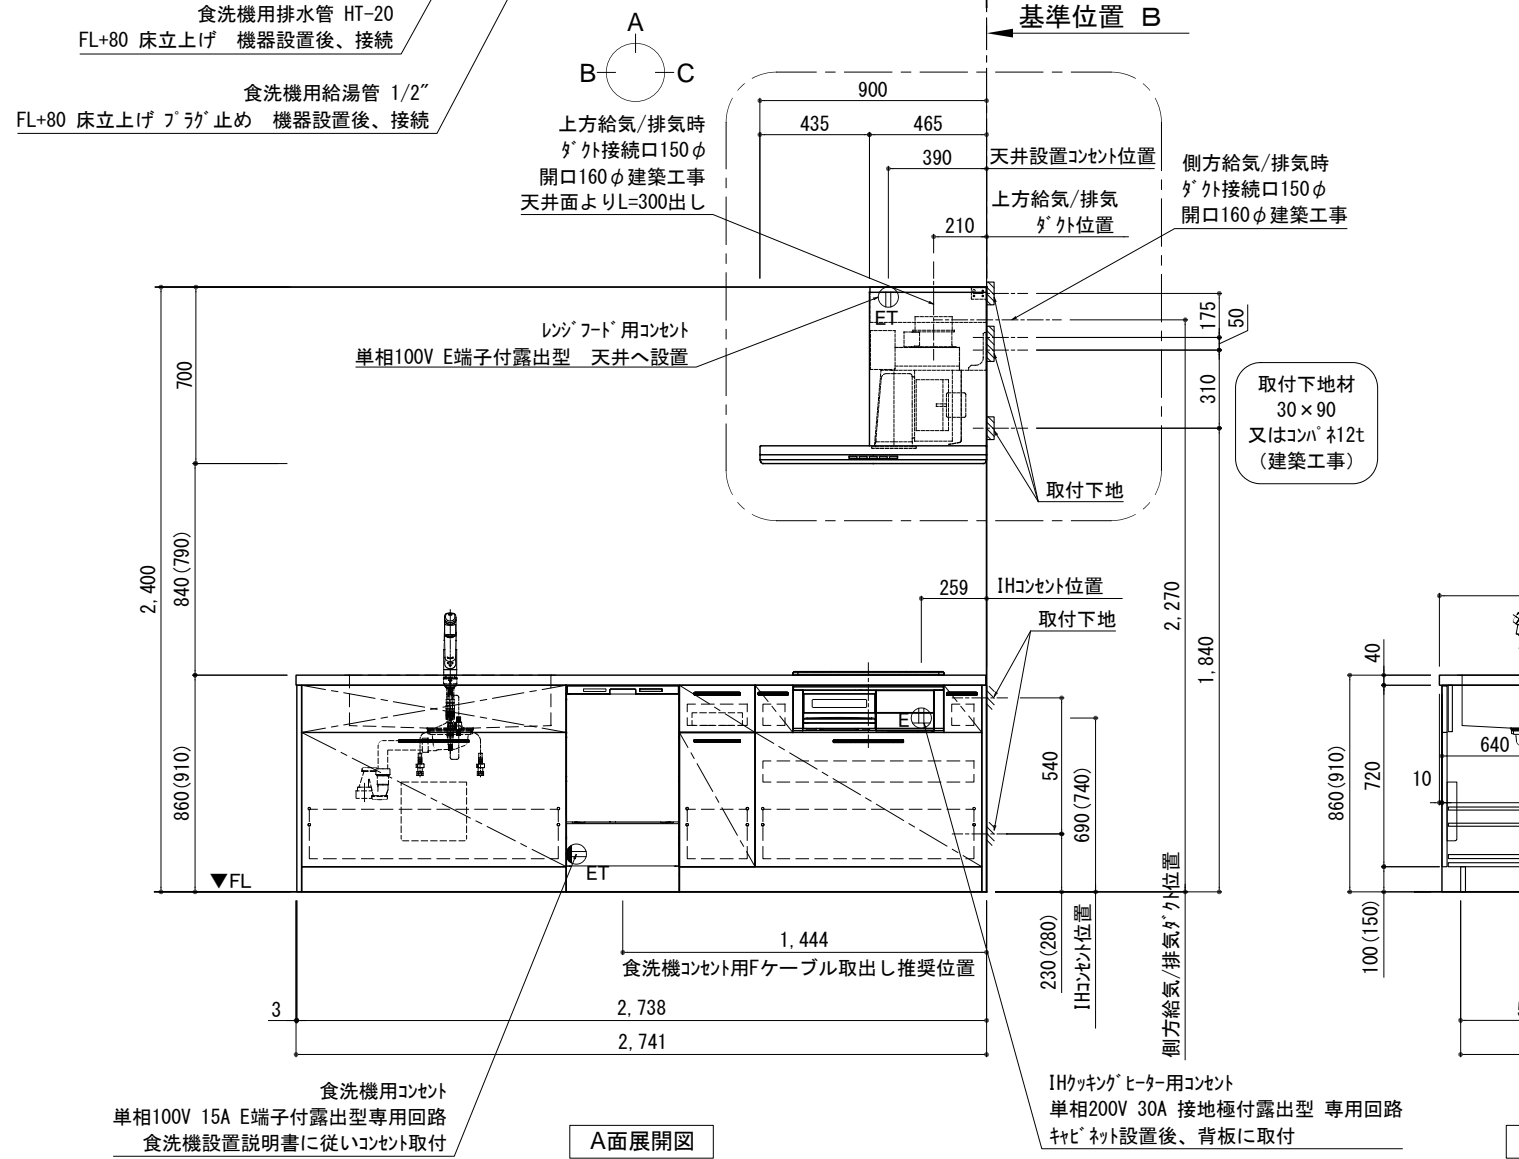 食洗機用排水管 HT-20
FL+80 床立上げ　機器設置後、接続
食洗機用給湯管 1/2″
FL+80 床立上げ ﾌﾟﾗｸﾞ止め　機器設置後、接続
A
B
C
基準位置 B
900
435
465
390
天井設置ｺﾝｾﾝﾄ位置
上方給気/排気時
ﾀﾞｸﾄ接続口150φ
開口160φ建築工事
天井面よりL=300出し
側方給気/排気時
ﾀﾞｸﾄ接続口150φ
開口160φ建築工事
上方給気/排気
ﾀﾞｸﾄ位置
210
ET
ﾚﾝｼﾞﾌｰﾄﾞ用ｺﾝｾﾝﾄ
単相100V E端子付露出型　天井へ設置
175
50
310
取付下地材
30×90
又はｺﾝﾊﾟﾈ12t
(建築工事)
取付下地
700
840(790)
2,400
860(910)
▼FL
259
IHｺﾝｾﾝﾄ位置
取付下地
2,270
1,840
E
ET
540
690(740)
230(280)
IHｺﾝｾﾝﾄ位置
側方給気/排気ﾀﾞｸﾄ位置
40
640
720
10
860(910)
100(150)
1,444
食洗機ｺﾝｾﾝﾄ用Fケーブル取出し推奨位置
3
2,738
2,741
食洗機用ｺﾝｾﾝﾄ
単相100V 15A E端子付露出型専用回路
食洗機設置説明書に従いｺﾝｾﾝﾄ取付
A面展開図
IHｸｯｷﾝｸﾞﾋｰﾀｰ用ｺﾝｾﾝﾄ
単相200V 30A 接地極付露出型 専用回路
ｷｬﾋﾞﾈｯﾄ設置後、背板に取付